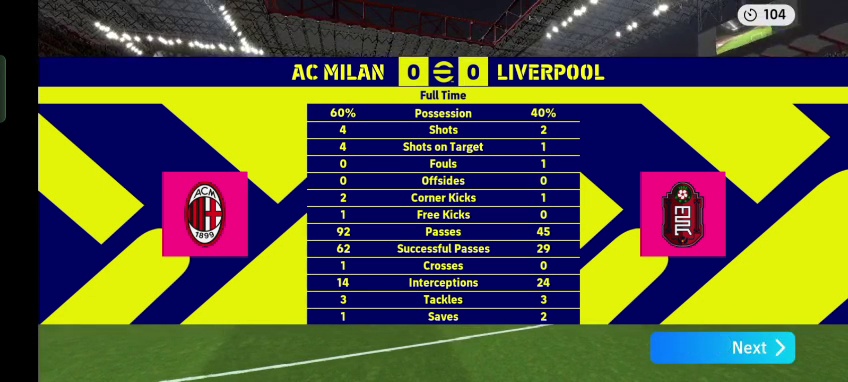 104
AC MILAN 0 0 LIVERPOOL
Full Time
60% Possession 40%
4 Shots 2
4 Shots on Target 1
0 Fouls 1
0 Offsides 0
2 Corner Kicks 1
1 Free Kicks 0
92 Passes 45
62 Successful Passes 29
1 Crosses 0
14 Interceptions 24
3 Tackles 3
1 Saves 2
ACM
1899
Next